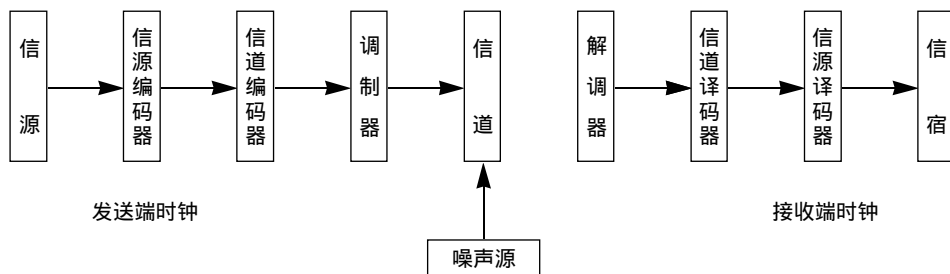 信源
信源编码器
信道编码器
调制器
信道
解调器
信道译码器
信源译码器
信宿
发送端时钟
接收端时钟
噪声源